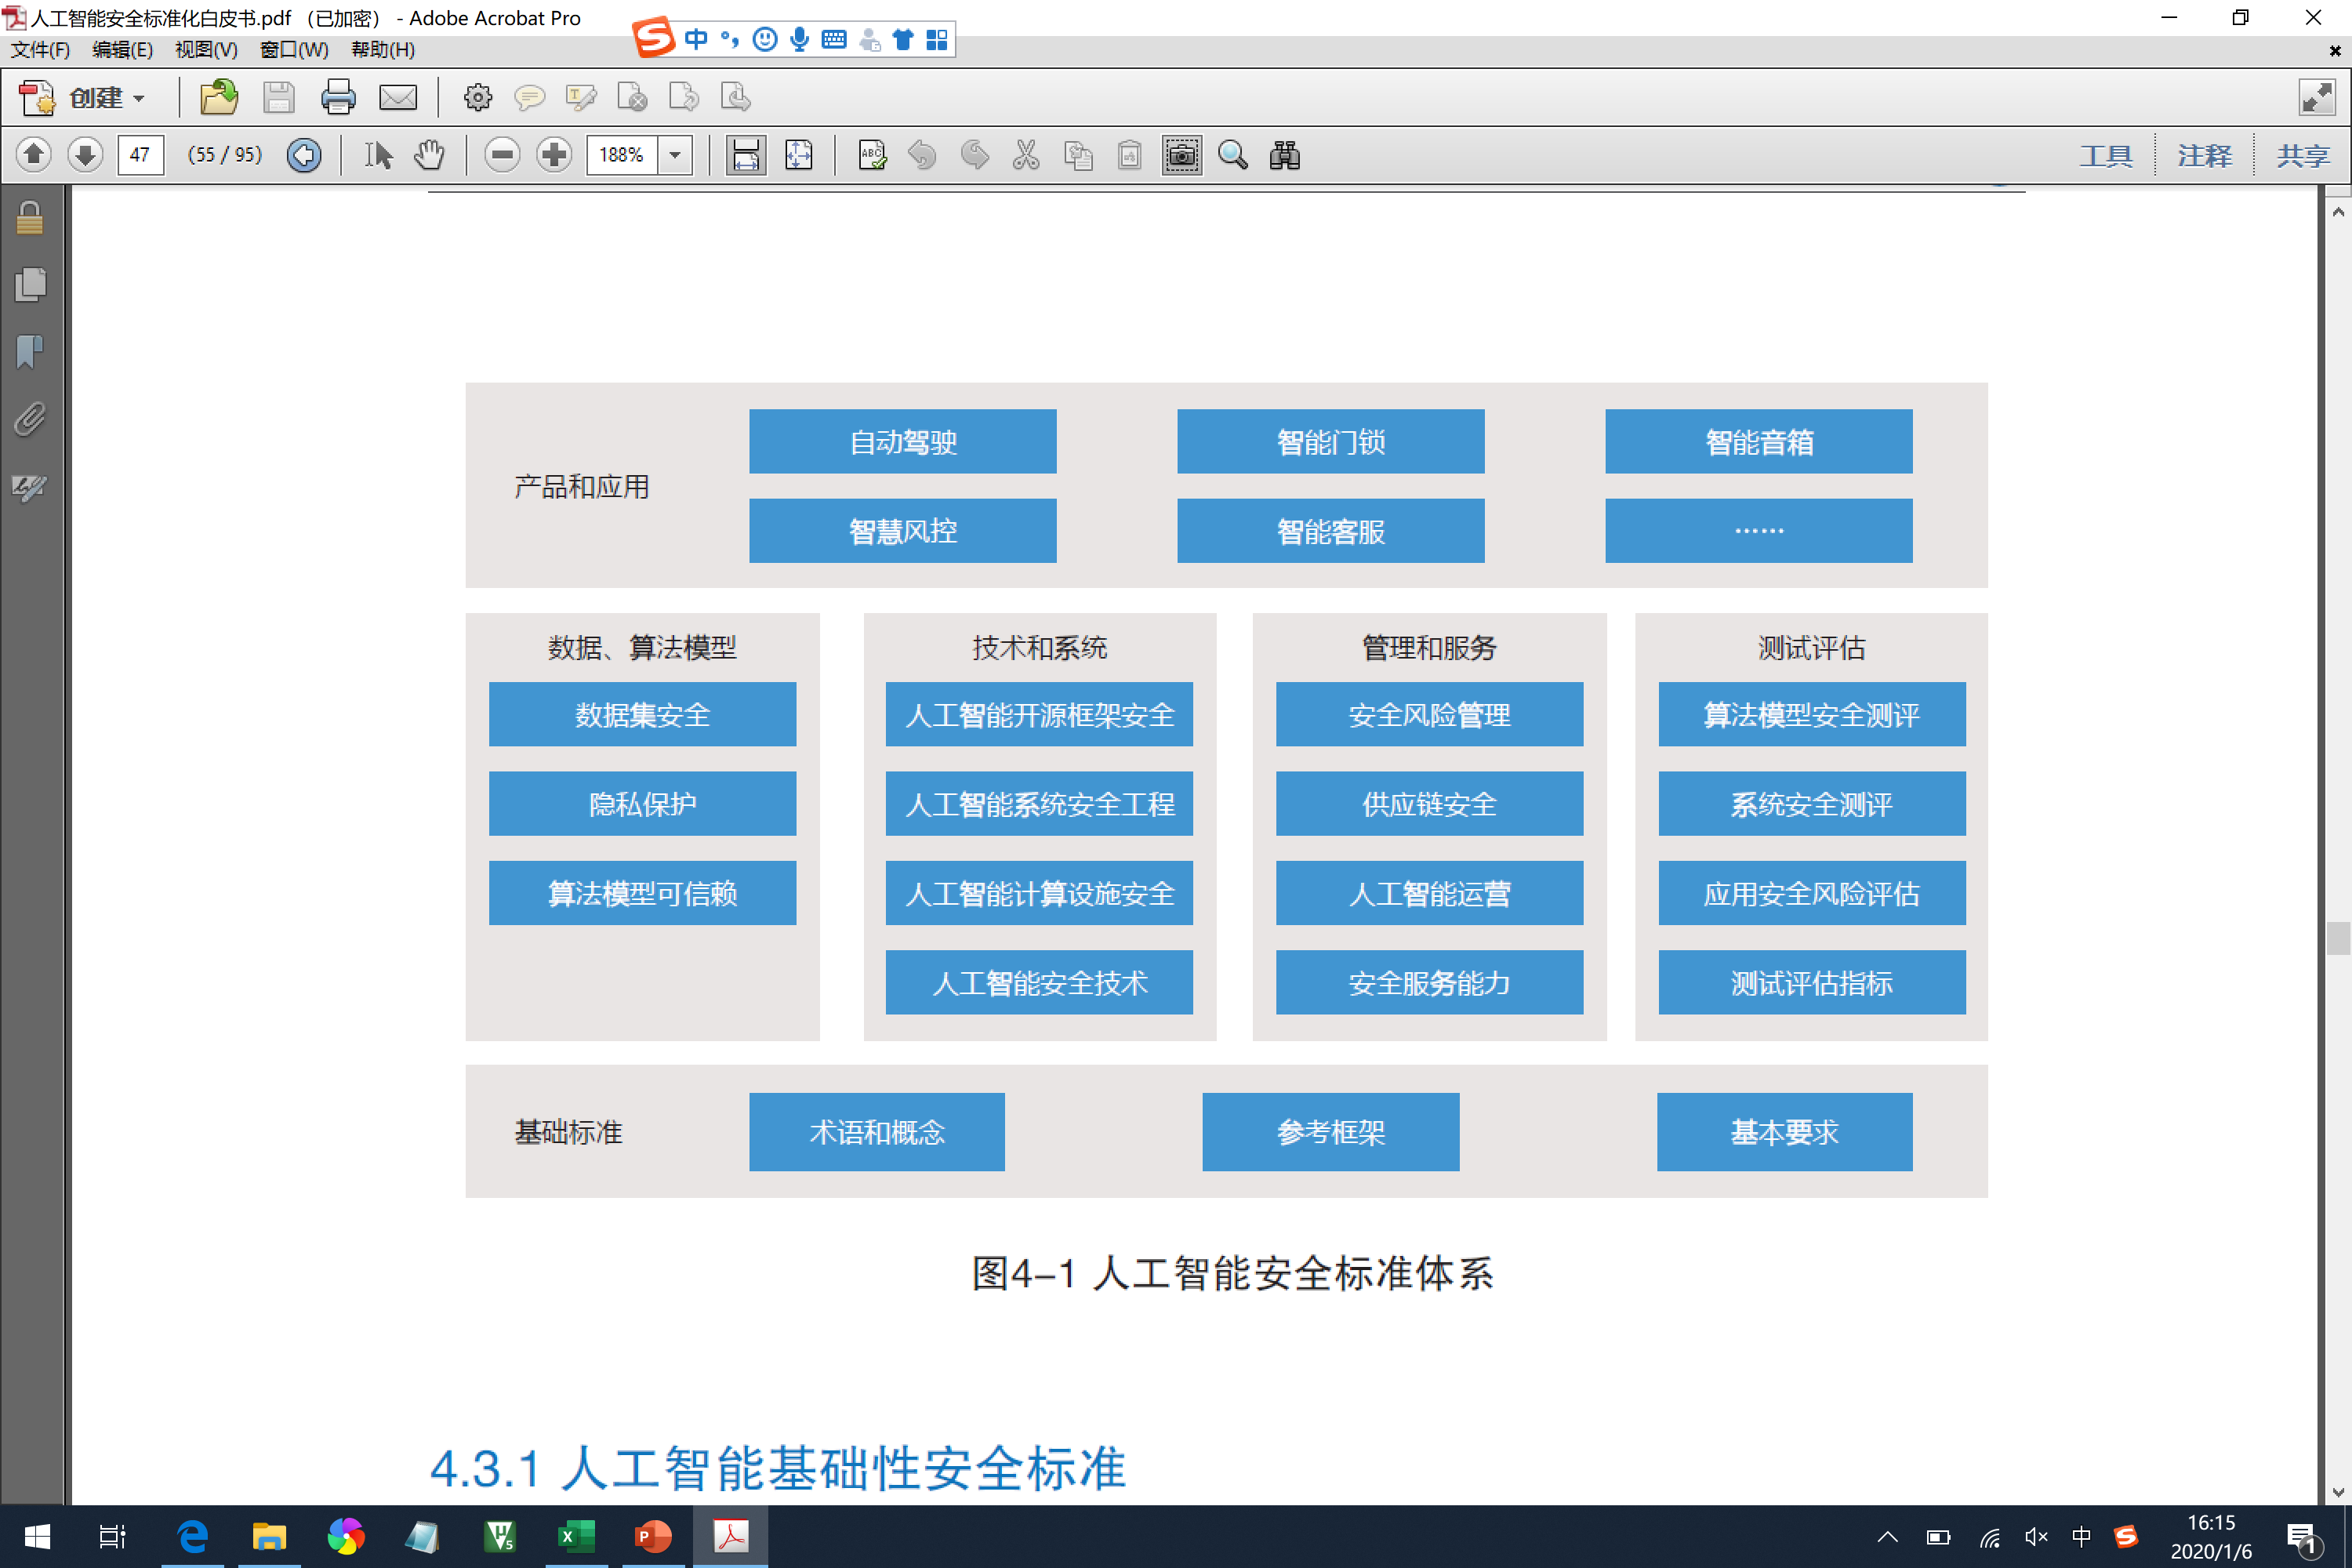 人工智能安全标准化白皮书.pdf （已加密） - Adobe Acrobat Pro
中
文件(F) 编辑(E) 视图(V) 窗口(W) 帮助(H)
创建
47 (55 / 95) 188% 工具 注释 共享
自动驾驶 智能门锁 智能音箱
产品和应用
智慧风控 智能客服 ······
数据、算法模型 技术和系统 管理和服务 测试评估
数据集安全 人工智能开源框架安全 安全风险管理 算法模型安全测评
隐私保护 人工智能系统安全工程 供应链安全 系统安全测评
算法模型可信赖 人工智能计算设施安全 人工智能运营 应用安全风险评估
人工智能安全技术 安全服务能力 测试评估指标
基础标准 术语和概念 参考框架 基本要求
图4-1 人工智能安全标准体系
4.3.1 人工智能基础性安全标准
中 16:15
2020/1/6 1